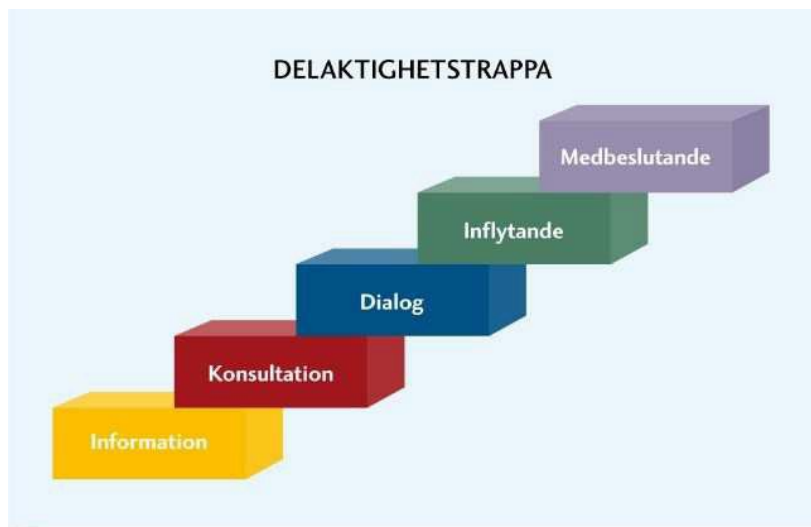 DELAKTIGHETSTRAPPA
Medbeslutande
Inflytande
Dialog
Konsultation
Information